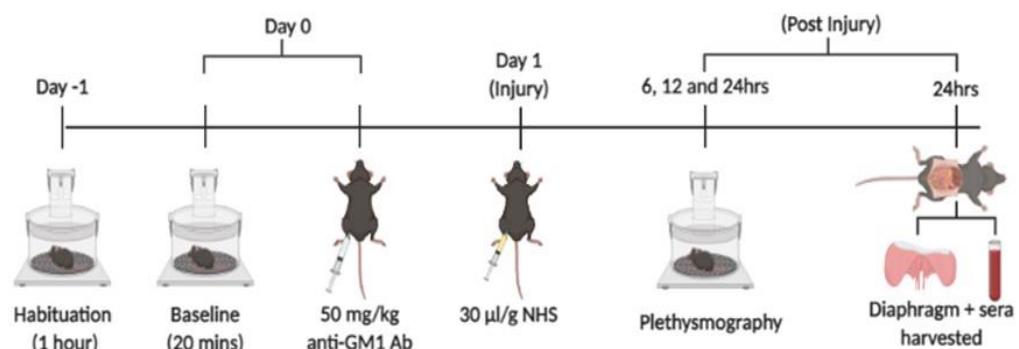 Day 0
(Post Injury)
Day -1
Day 1
(Injury)
6, 12 and 24hrs
24hrs
Habituation
(1 hour)
Baseline
(20 mins)
50 mg/kg
anti-GM1 Ab
30 µl/g NHS
Plethysmography
Diaphragm + sera
harvested